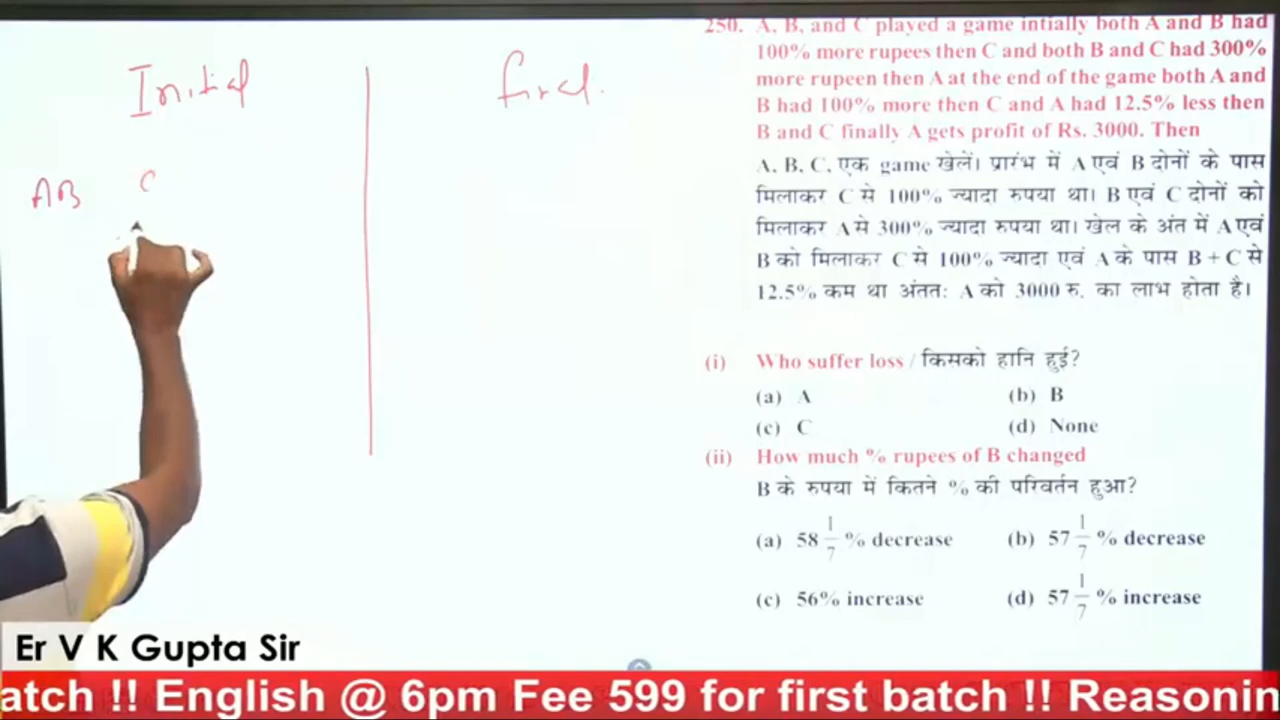 Initial
final.
AB C
250. A, B, and C played a game intially both A and B had
100% more rupees then C and both B and C had 300%
more rupeen then A at the end of the game both A and
B had 100% more then C and A had 12.5% less then
B and C finally A gets profit of Rs. 3000. Then
A, B, C, एक game खेलें। प्रारंभ में A एवं B दोनों के पास
मिलाकर C से 100% ज्यादा रुपया था। B एवं C दोनों को
मिलाकर A से 300% ज्यादा रुपया था। खेल के अंत में A एवं
B को मिलाकर C से 100% ज्यादा एवं A के पास B + C से
12.5% कम था अंततः A को 3000 रु. का लाभ होता है।
(i) Who suffer loss / किसको हानि हुई?
(a) A (b) B
(c) C (d) None
(ii) How much % rupees of B changed
B के रुपया में कितने % की परिवर्तन हुआ?
(a) 58 1/7 % decrease (b) 57 1/7 % decrease
(c) 56% increase (d) 57 1/7 % increase
Er V K Gupta Sir
atch !! English @ 6pm Fee 599 for first batch !! Reasonin